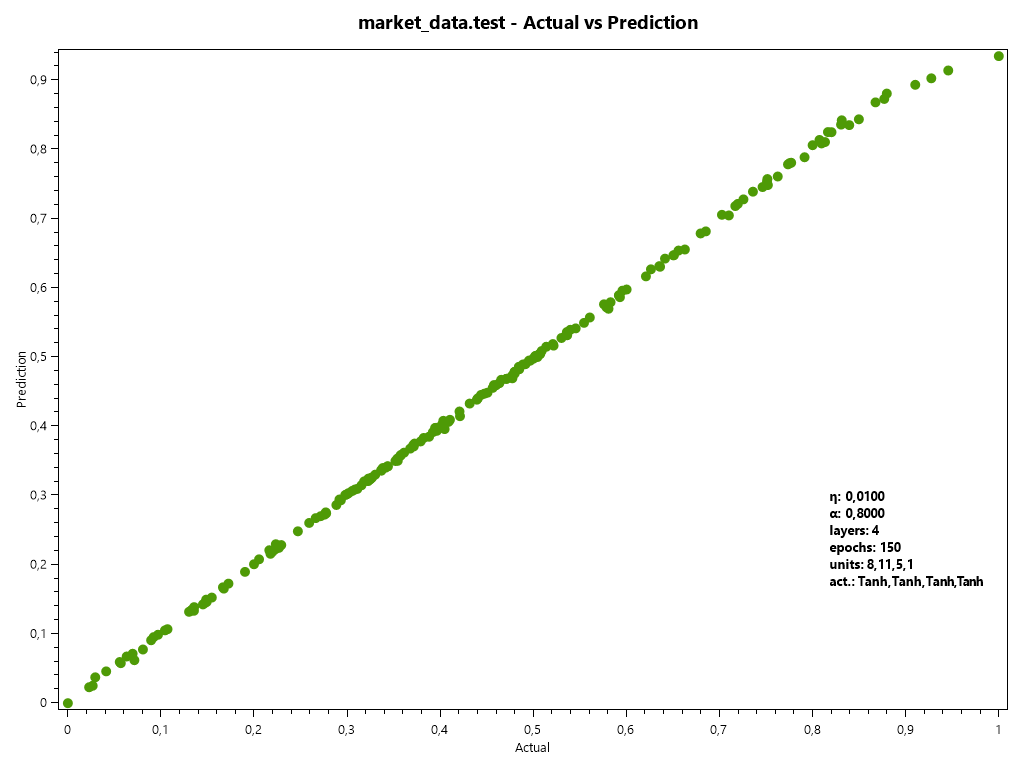 market_data.test - Actual vs Prediction
0,9
0,8
0,7
0,6
0,5
0,4
0,3
0,2
0,1
0
Prediction
η: 0,0100
α: 0,8000
layers: 4
epochs: 150
units: 8,11,5,1
act.: Tanh,Tanh,Tanh,Tanh
0 0,1 0,2 0,3 0,4 0,5 0,6 0,7 0,8 0,9 1
Actual